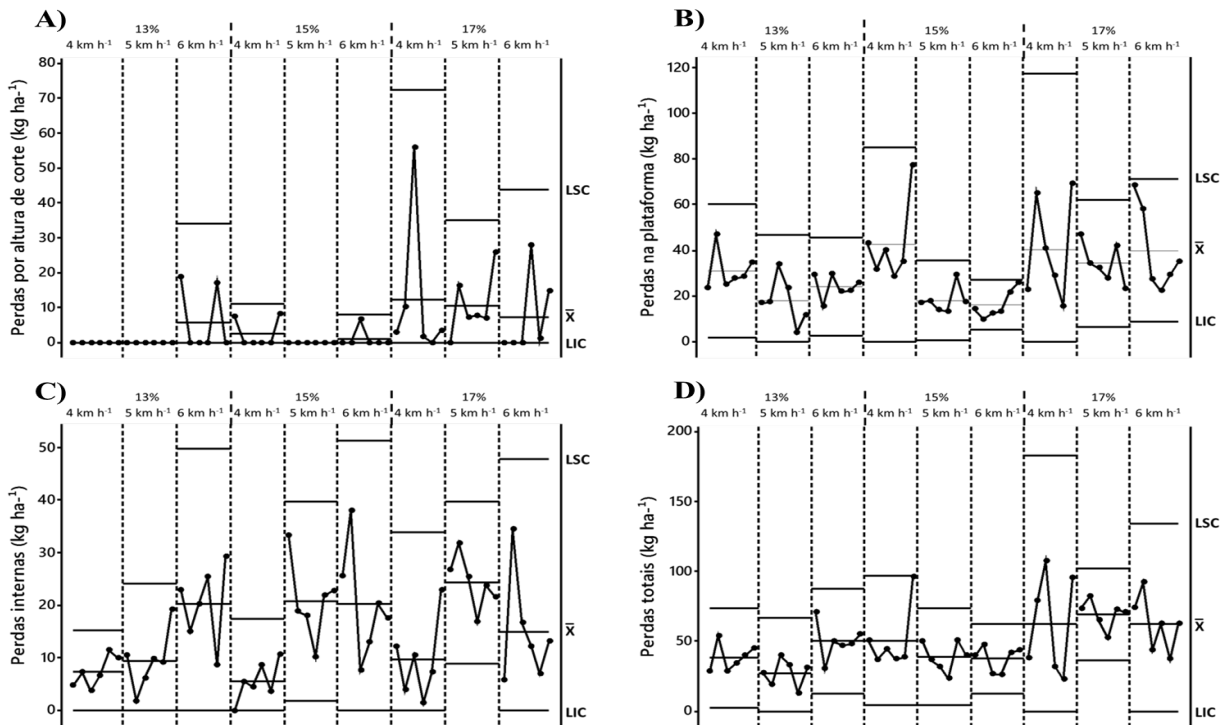 A)
13% 15% 17%
4 km h⁻¹ 5 km h⁻¹ 6 km h⁻¹ 4 km h⁻¹ 5 km h⁻¹ 6 km h⁻¹ 4 km h⁻¹ 5 km h⁻¹ 6 km h⁻¹
Perdas por altura de corte (kg ha-¹)
80
70
60
50
40
30
20
10
0
LSC
X̄
LIC
B)
13% 15% 17%
4 km h⁻¹ 5 km h⁻¹ 6 km h⁻¹ 4 km h⁻¹ 5 km h⁻¹ 6 km h⁻¹ 4 km h⁻¹ 5 km h⁻¹ 6 km h⁻¹
Perdas na plataforma (kg ha-¹)
120
100
80
60
40
20
0
LSC
X̄
LIC
C)
13% 15% 17%
4 km h⁻¹ 5 km h⁻¹ 6 km h⁻¹ 4 km h⁻¹ 5 km h⁻¹ 6 km h⁻¹ 4 km h⁻¹ 5 km h⁻¹ 6 km h⁻¹
Perdas internas (kg ha-¹)
50
40
30
20
10
0
LSC
X̄
LIC
D)
13% 15% 17%
4 km h⁻¹ 5 km h⁻¹ 6 km h⁻¹ 4 km h⁻¹ 5 km h⁻¹ 6 km h⁻¹ 4 km h⁻¹ 5 km h⁻¹ 6 km h⁻¹
Perdas totais (kg ha-¹)
200
150
100
50
0
LSC
X̄
LIC